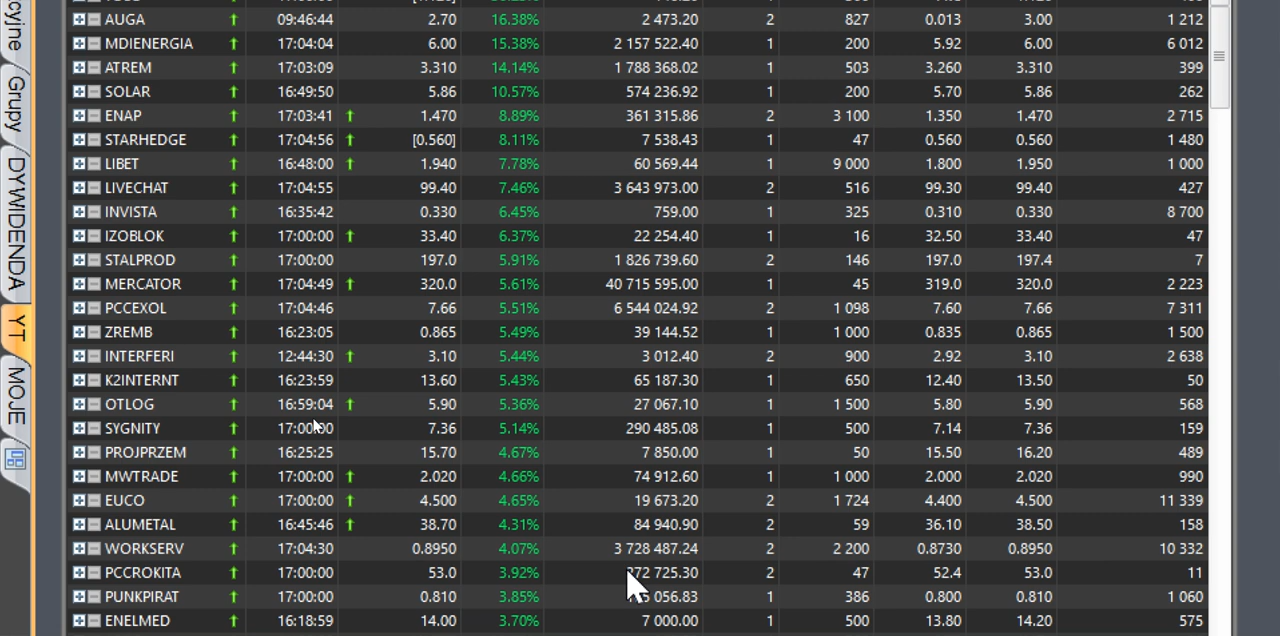 cyjne
Grupy
DYWIDENDA
YT
MOJE
AUGA 09:46:44 2.70 16.38% 2 473.20 2 827 0.013 3.00 1 212
MDIENERGIA 17:04:04 6.00 15.38% 2 157 522.40 1 200 5.92 6.00 6 012
ATREM 17:03:09 3.310 14.14% 1 788 368.02 1 503 3.260 3.310 399
SOLAR 16:49:50 5.86 10.57% 574 236.92 1 200 5.70 5.86 262
ENAP 17:03:41 1.470 8.89% 361 315.86 2 3 100 1.350 1.470 2 715
STARHEDGE 17:04:56 [0.560] 8.11% 7 538.43 1 47 0.560 0.560 1 480
LIBET 16:48:00 1.940 7.78% 60 569.44 1 9 000 1.800 1.950 1 000
LIVECHAT 17:04:55 99.40 7.46% 3 643 973.00 2 516 99.30 99.40 427
INVISTA 16:35:42 0.330 6.45% 759.00 1 325 0.310 0.330 8 700
IZOBLOK 17:00:00 33.40 6.37% 22 254.40 1 16 32.50 33.40 47
STALPROD 17:00:00 197.0 5.91% 1 826 739.60 2 146 197.0 197.4 7
MERCATOR 17:04:49 320.0 5.61% 40 715 595.00 1 45 319.0 320.0 2 223
PCCEXOL 17:04:46 7.66 5.51% 6 544 024.92 2 1 098 7.60 7.66 7 311
ZREMB 16:23:05 0.865 5.49% 39 144.52 1 1 000 0.835 0.865 1 500
INTERFERI 12:44:30 3.10 5.44% 3 012.40 2 900 2.92 3.10 2 638
K2INTERNT 16:23:59 13.60 5.43% 65 187.30 1 650 12.40 13.50 50
OTLOG 16:59:04 5.90 5.36% 27 067.10 1 1 500 5.80 5.90 568
SYGNITY 7.36 5.14% 290 485.08 1 500 7.14 7.36 159
PROJPRZEM 16:25:25 15.70 4.67% 7 850.00 1 50 15.50 16.20 489
MWTRADE 17:00:00 2.020 4.66% 74 912.60 1 1 000 2.000 2.020 990
EUCO 17:00:00 4.500 4.65% 19 673.20 2 1 724 4.400 4.500 11 339
ALUMETAL 16:45:46 38.70 4.31% 84 940.90 2 59 36.10 38.50 158
WORKSERV 17:04:30 0.8950 4.07% 3 728 487.24 2 2 200 0.8730 0.8950 10 332
PCCROKITA 17:00:00 53.0 3.92% 725.30 2 47 52.4 53.0 11
PUNKPIRAT 17:00:00 0.810 3.85% 056.83 1 386 0.800 0.810 1 060
ENELMED 16:18:59 14.00 3.70% 7 000.00 1 500 13.80 14.20 575